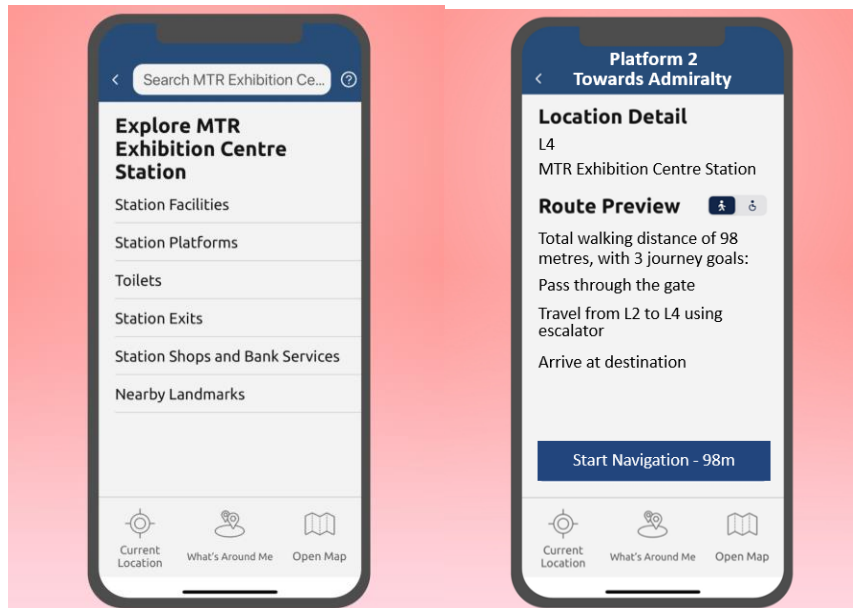 Search MTR Exhibition Ce...
Explore MTR
Exhibition Centre
Station
Station Facilities
Station Platforms
Toilets
Station Exits
Station Shops and Bank Services
Nearby Landmarks
Current
Location
What's Around Me
Open Map
Platform 2
Towards Admiralty
Location Detail
L4
MTR Exhibition Centre Station
Route Preview
Total walking distance of 98
metres, with 3 journey goals:
Pass through the gate
Travel from L2 to L4 using
escalator
Arrive at destination
Start Navigation - 98m
Current
Location
What's Around Me
Open Map